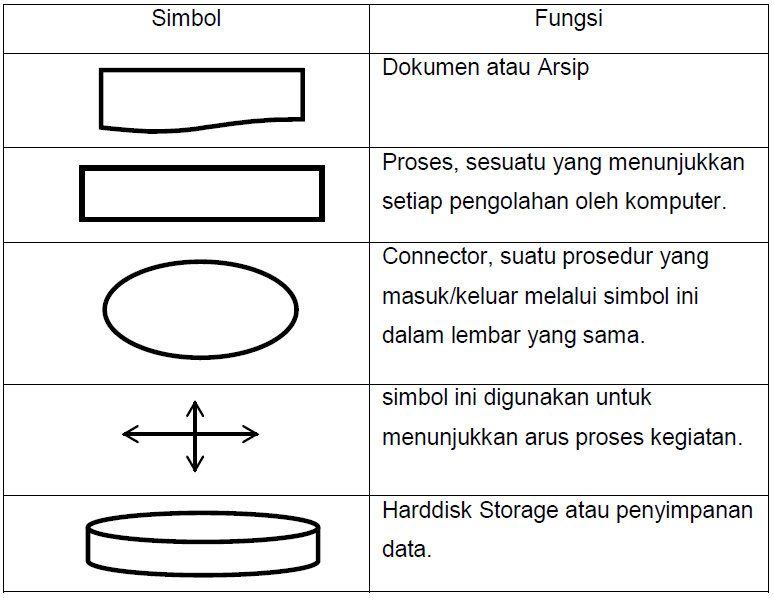 Simbol
Fungsi
Dokumen atau Arsip
Proses, sesuatu yang menunjukkan
setiap pengolahan oleh komputer.
Connector, suatu prosedur yang
masuk/keluar melalui simbol ini
dalam lembar yang sama.
simbol ini digunakan untuk
menunjukkan arus proses kegiatan.
Harddisk Storage atau penyimpanan
data.